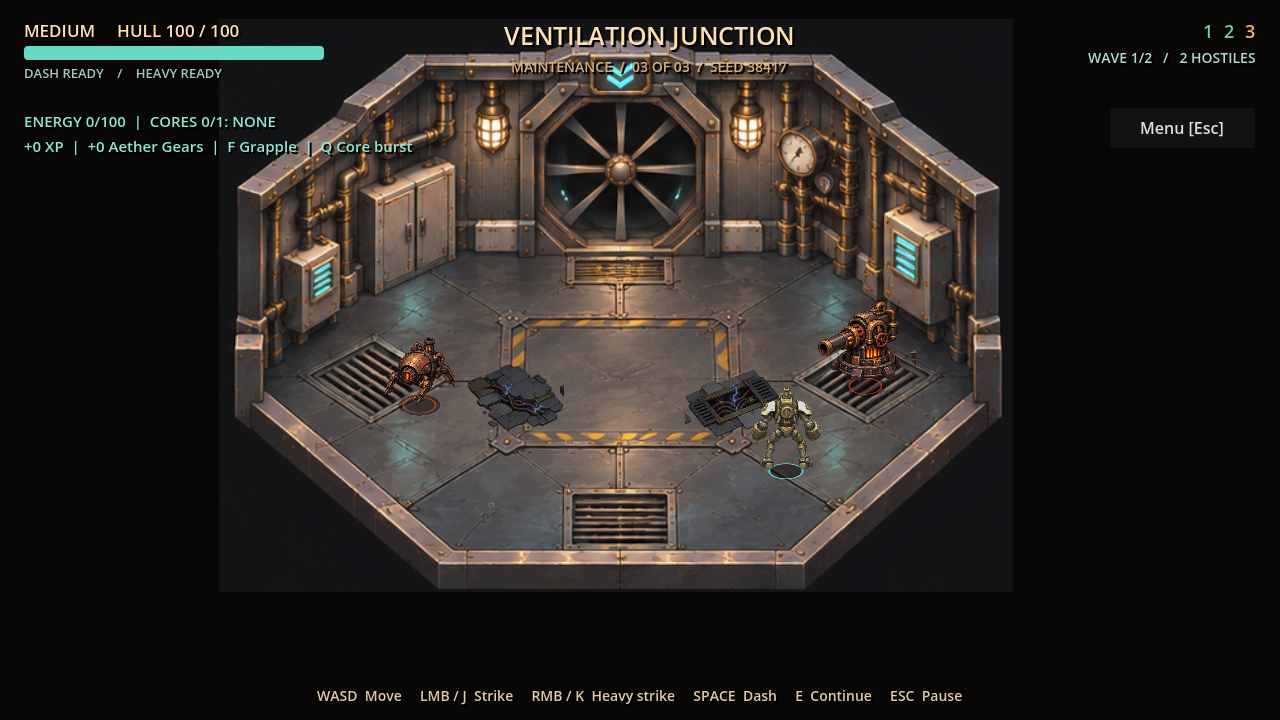 MEDIUM HULL 100 / 100
DASH READY / HEAVY READY
ENERGY 0/100 | CORES 0/1: NONE
+0 XP | +0 Aether Gears | F Grapple | Q Core burst
VENTILATION JUNCTION
MAINTENANCE / 03 OF 03 / SEED 38417
1 2 3
WAVE 1/2 / 2 HOSTILES
Menu [Esc]
WASD Move LMB / J Strike RMB / K Heavy strike SPACE Dash E Continue ESC Pause